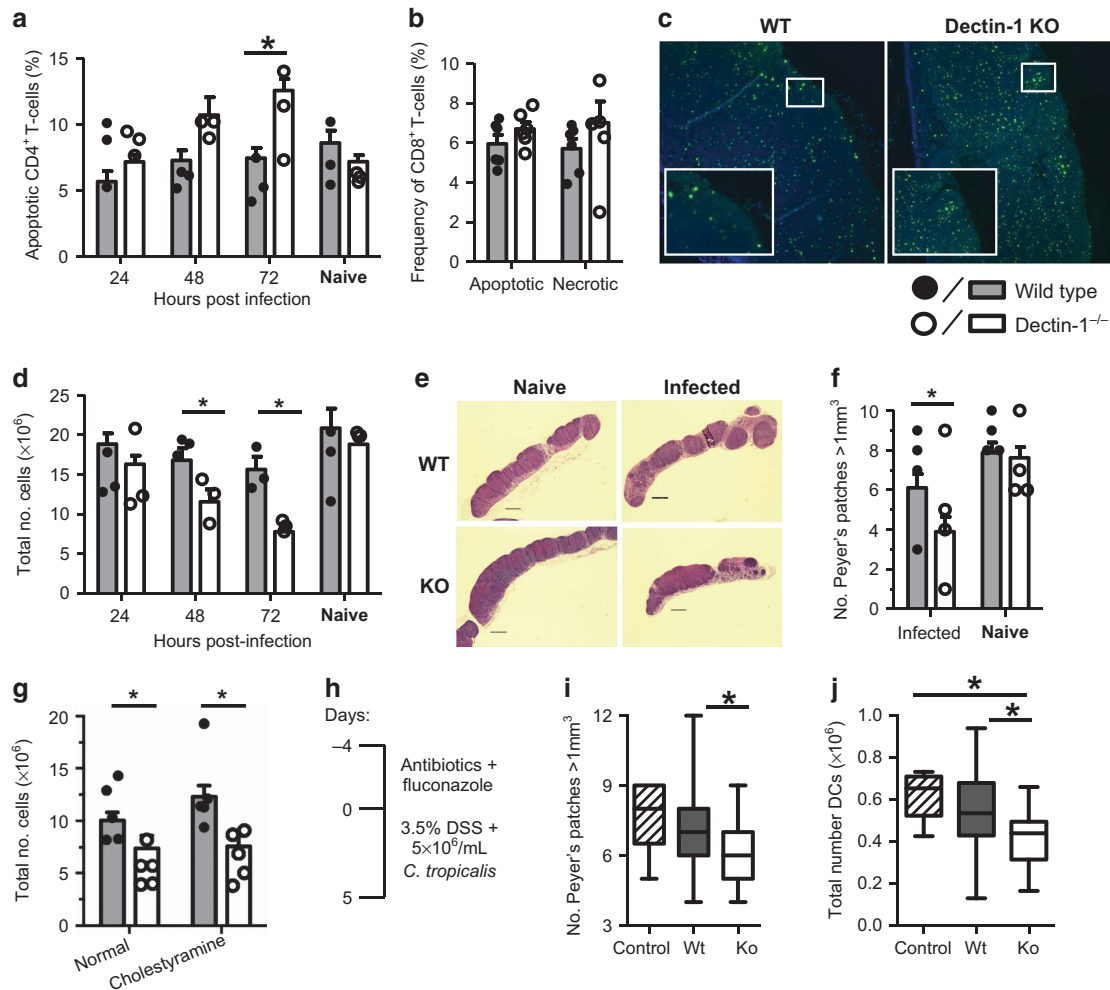 a
Apoptotic CD4+ T-cells (%)
15
10
5
0
*
24 48 72 Naive
Hours post infection
b
Frequency of CD8+ T-cells (%)
10
8
6
4
2
0
Apoptotic Necrotic
c
WT Dectin-1 KO
/ Wild type
/ Dectin-1−/−
d
Total no. cells (×10⁶)
25
20
15
10
5
0
* *
24 48 72 Naive
Hours post-infection
e
Naive Infected
WT
KO
f
No. Peyer's patches > 1mm³
10
8
6
4
2
0
*
Infected Naive
g
Total no. cells (×10⁶)
20
15
10
5
0
* *
Normal Cholestyramine
h
Days:
–4
Antibiotics +
fluconazole
0
3.5% DSS +
5×10⁶/mL
C. tropicalis
5
i
No. Peyer's patches >1mm³
12
9
6
3
*
Control Wt Ko
j
Total number DCs (×10⁶)
1.0
0.8
0.6
0.4
0.2
0.0
*
*
Control Wt Ko